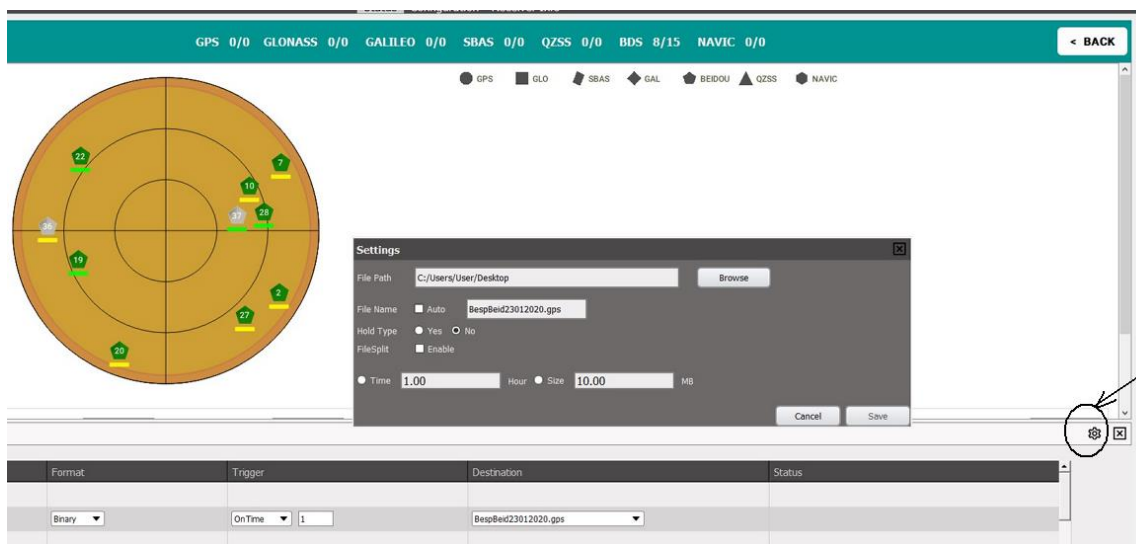 GPS 0/0 GLONASS 0/0 GALILEO 0/0 SBAS 0/0 QZSS 0/0 BDS 8/15 NAVIC 0/0
< BACK
GPS GLO SBAS GAL BEIDOU QZSS NAVIC
22
7
10
37
28
36
19
2
27
20
Settings
File Path C:/Users/User/Desktop Browse
File Name Auto BespBeid23012020.gps
Hold Type Yes No
FileSplit Enable
Time 1.00 Hour Size 10.00 MB
Cancel Save
Format Trigger Destination Status
Binary OnTime 1 BespBeid23012020.gps